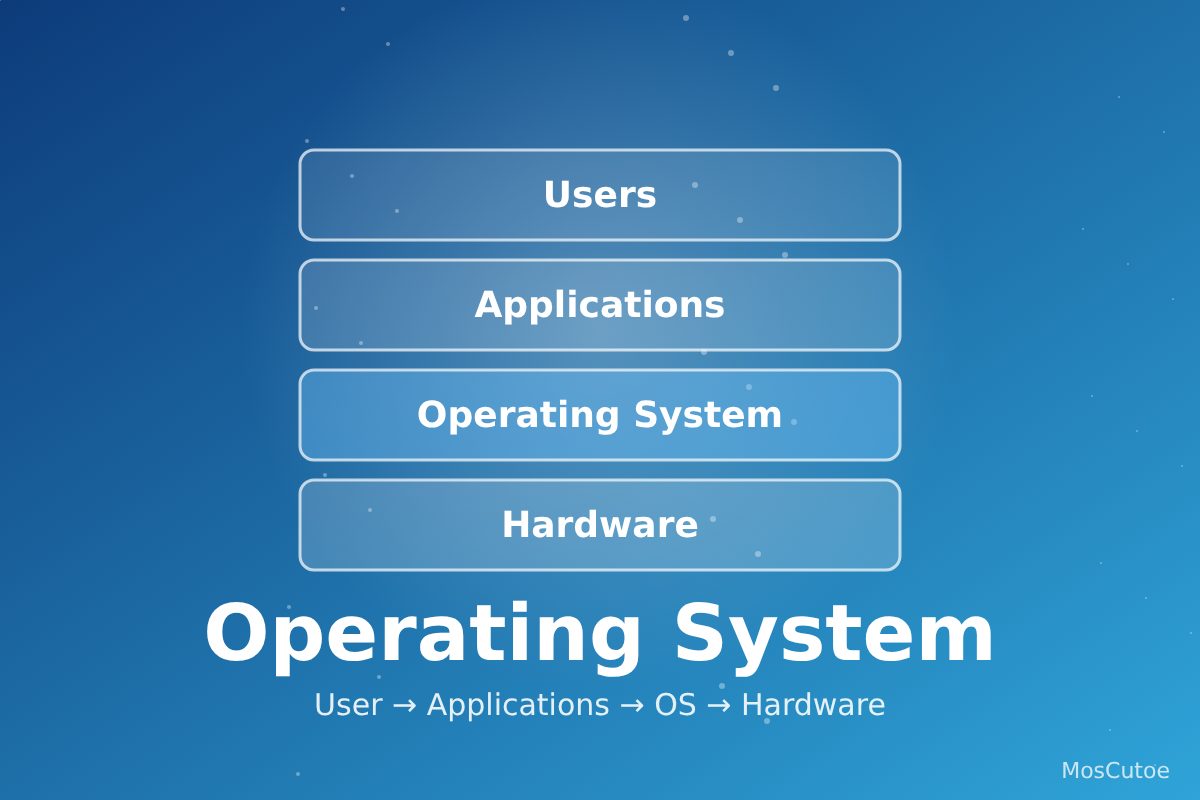 Users
Applications
Operating System
Hardware
Operating System
User → Applications → OS → Hardware
MosCutoe